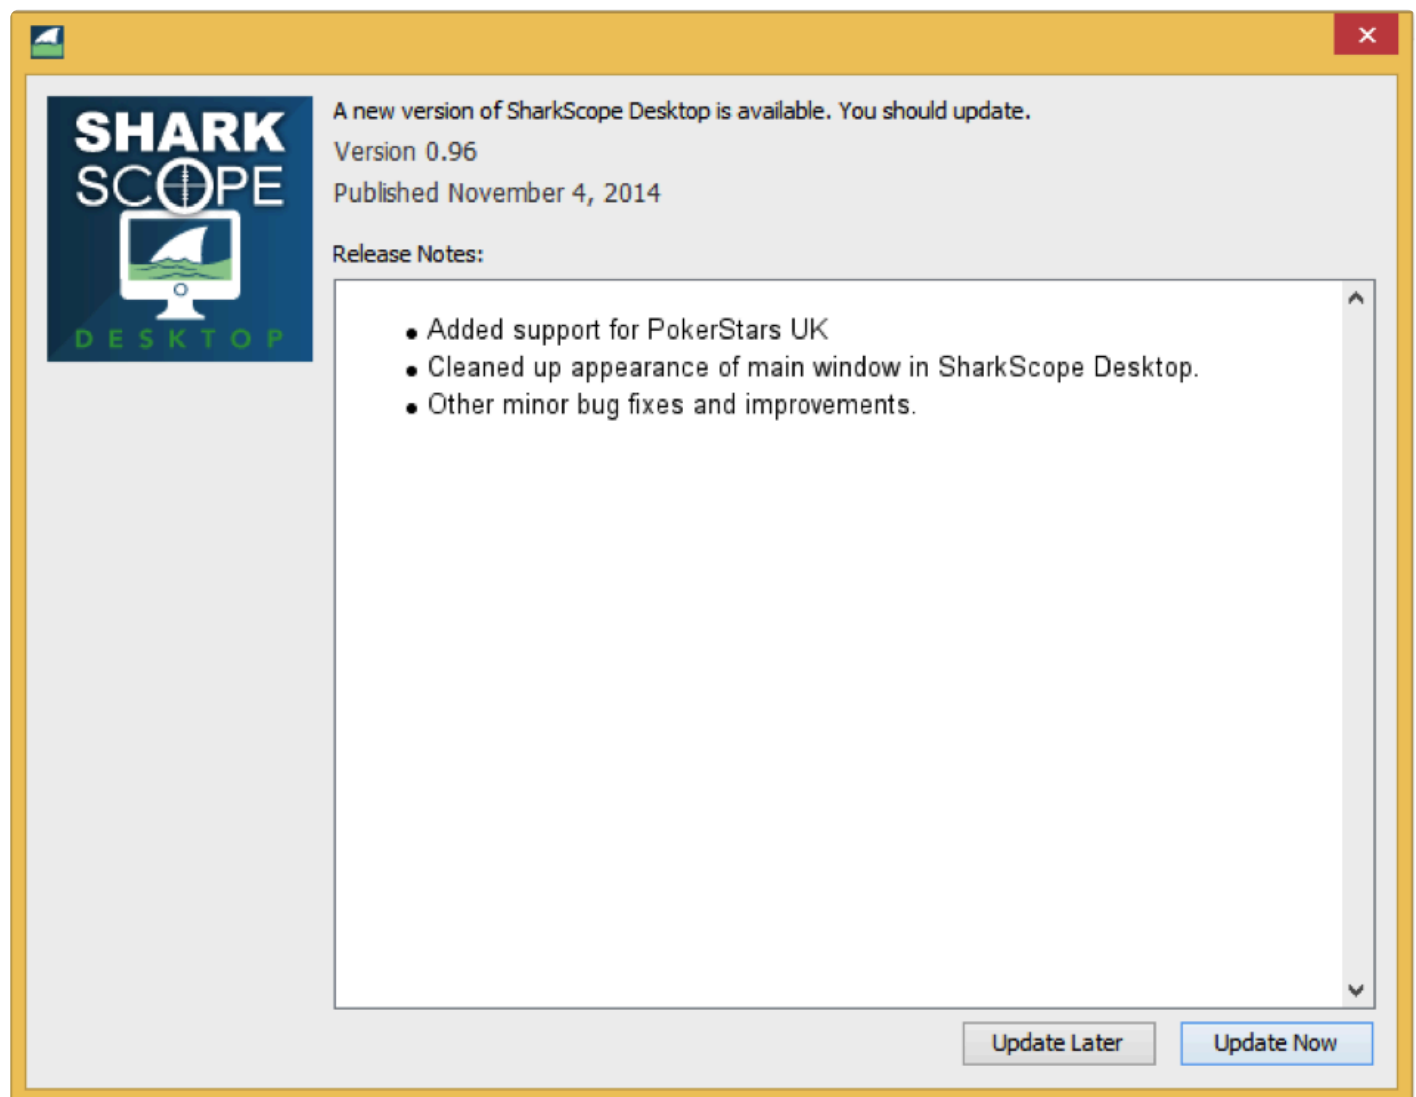 SHARK
SCOPE
DESKTOP
A new version of SharkScope Desktop is available. You should update.
Version 0.96
Published November 4, 2014
Release Notes:
• Added support for PokerStars UK
• Cleaned up appearance of main window in SharkScope Desktop.
• Other minor bug fixes and improvements.
Update Later
Update Now